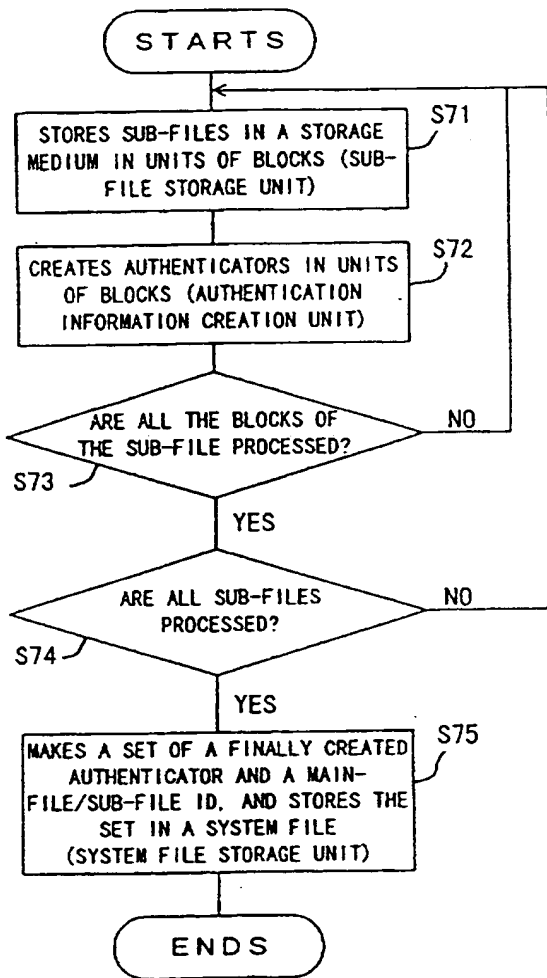 STARTS
S71
STORES SUB-FILES IN A STORAGE
MEDIUM IN UNITS OF BLOCKS (SUB-
FILE STORAGE UNIT)
S72
CREATES AUTHENTICATORS IN UNITS
OF BLOCKS (AUTHENTICATION
INFORMATION CREATION UNIT)
ARE ALL THE BLOCKS OF
THE SUB-FILE PROCESSED?
NO
S73
YES
ARE ALL SUB-FILES
PROCESSED?
NO
S74
YES
S75
MAKES A SET OF A FINALLY CREATED
AUTHENTICATOR AND A MAIN-
FILE/SUB-FILE ID, AND STORES THE
SET IN A SYSTEM FILE
(SYSTEM FILE STORAGE UNIT)
ENDS